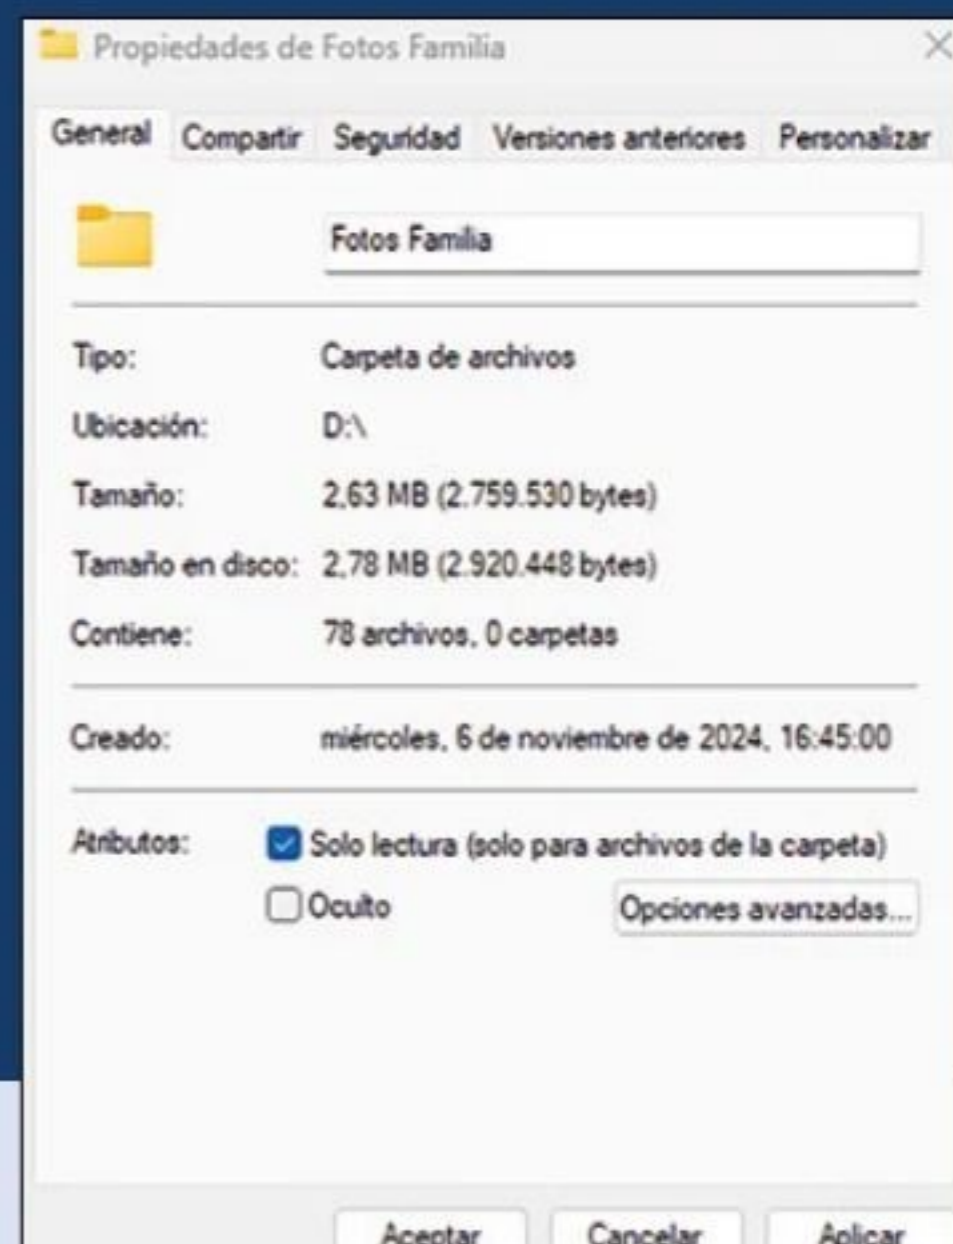 Propiedades de Fotos Familia
General Compartir Seguridad Versiones anteriores Personalizar
Fotos Familia
Tipo: Carpeta de archivos
Ubicación: D:\
Tamaño: 2,63 MB (2.759.530 bytes)
Tamaño en disco: 2,78 MB (2.920.448 bytes)
Contiene: 78 archivos, 0 carpetas
Creado: miércoles, 6 de noviembre de 2024, 16:45:00
Atributos: Solo lectura (solo para archivos de la carpeta)
Oculto Opciones avanzadas...
Aceptar Cancelar Aplicar